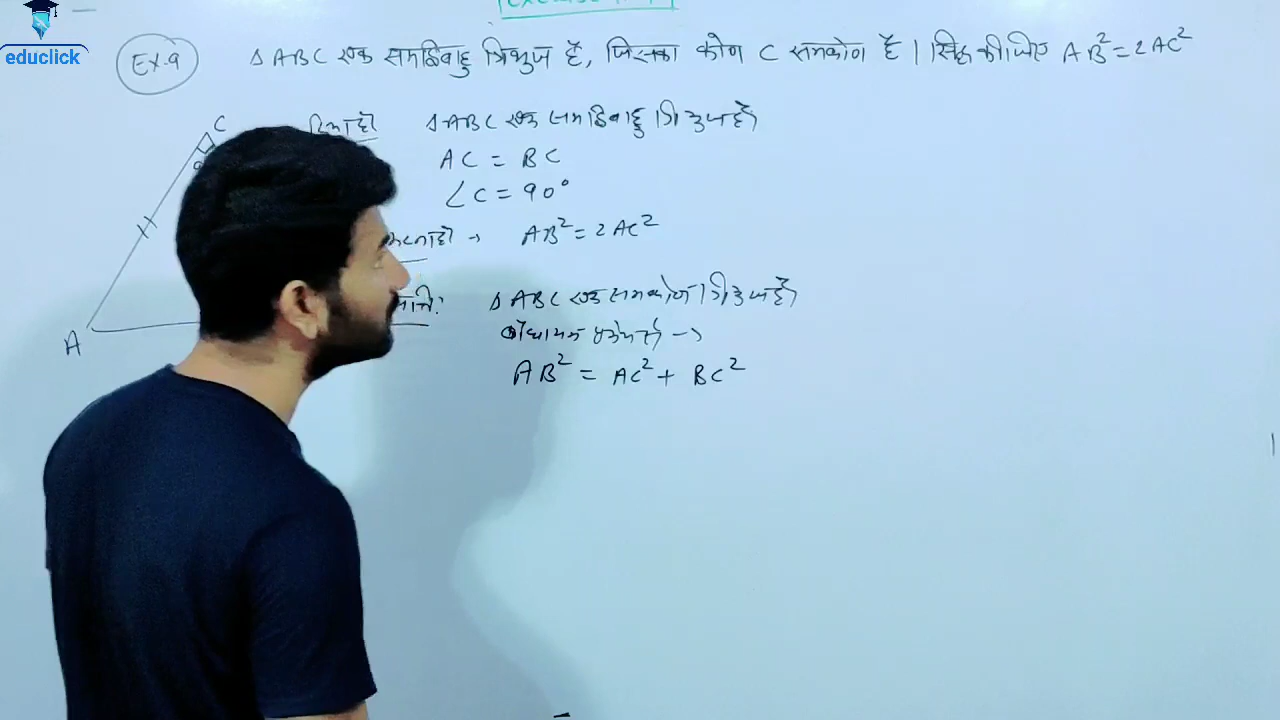 educlick
Ex.9
Δ ABC एक समद्विबाहु त्रिभुज है, जिसका कोण C समकोण है । सिद्ध कीजिए AB² = 2AC²
C
दिया है
Δ ABC एक समद्विबाहु त्रिभुज है
AC = BC
∠C = 90°
करना है → AB² = 2AC²
A
Δ ABC एक समकोण त्रिभुज है
→
AB² = AC² + BC²